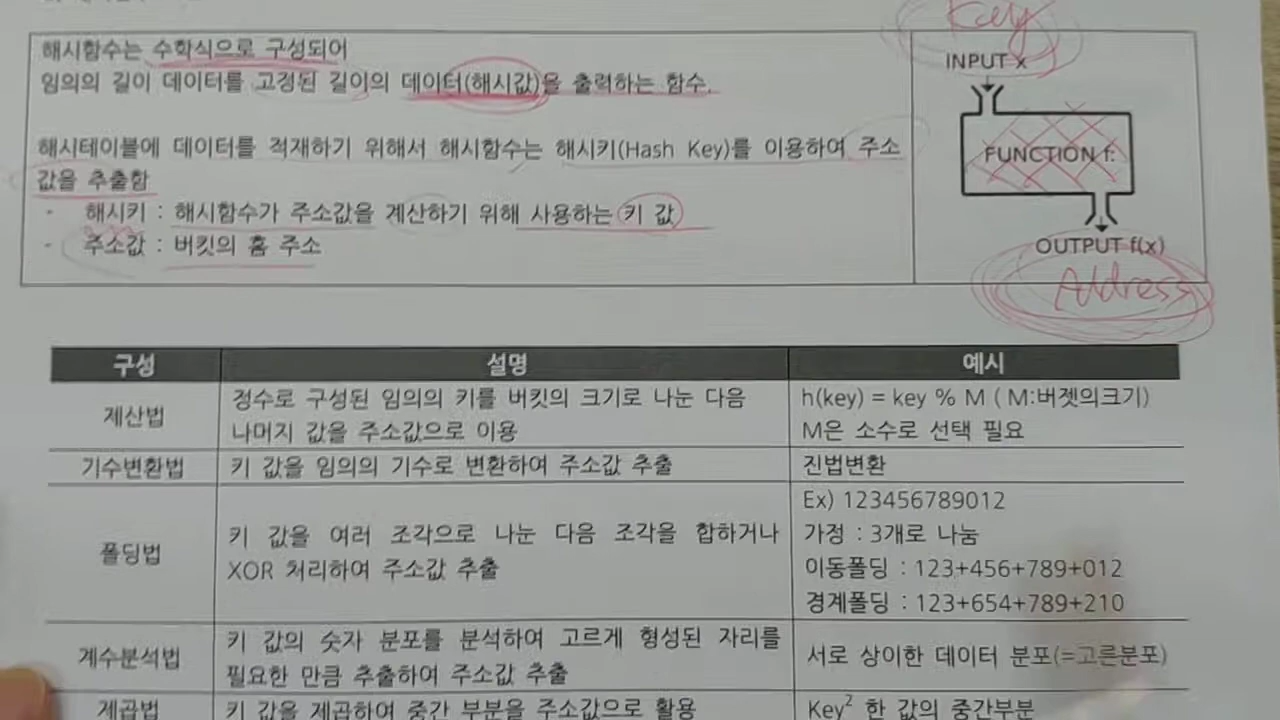 해시함수는 수학식으로 구성되어
임의의 길이 데이터를 고정된 길이의 데이터(해시값)을 출력하는 함수.
해시테이블에 데이터를 적재하기 위해서 해시함수는 해시키(Hash Key)를 이용하여 주소
값을 추출함
- 해시키 : 해시함수가 주소값을 계산하기 위해 사용하는 키 값
- 주소값 : 버킷의 홈 주소
Key
INPUT x
FUNCTION f:
OUTPUT f(x)
Address
구성 설명 예시
제산법
정수로 구성된 임의의 키를 버킷의 크기로 나눈 다음
나머지 값을 주소값으로 이용
h(key) = key % M ( M:버젯의크기)
M은 소수로 선택 필요
기수변환법 키 값을 임의의 기수로 변환하여 주소값 추출 진법변환
폴딩법
키 값을 여러 조각으로 나눈 다음 조각을 합하거나
XOR 처리하여 주소값 추출
Ex) 123456789012
가정 : 3개로 나눔
이동폴딩 : 123+456+789+012
경계폴딩 : 123+654+789+210
계수분석법
키 값의 숫자 분포를 분석하여 고르게 형성된 자리를
필요한 만큼 추출하여 주소값 추출
서로 상이한 데이터 분포(=고른분포)
제곱법 키 값을 제곱하여 중간 부분을 주소값으로 활용 Key² 한 값의 중간부분